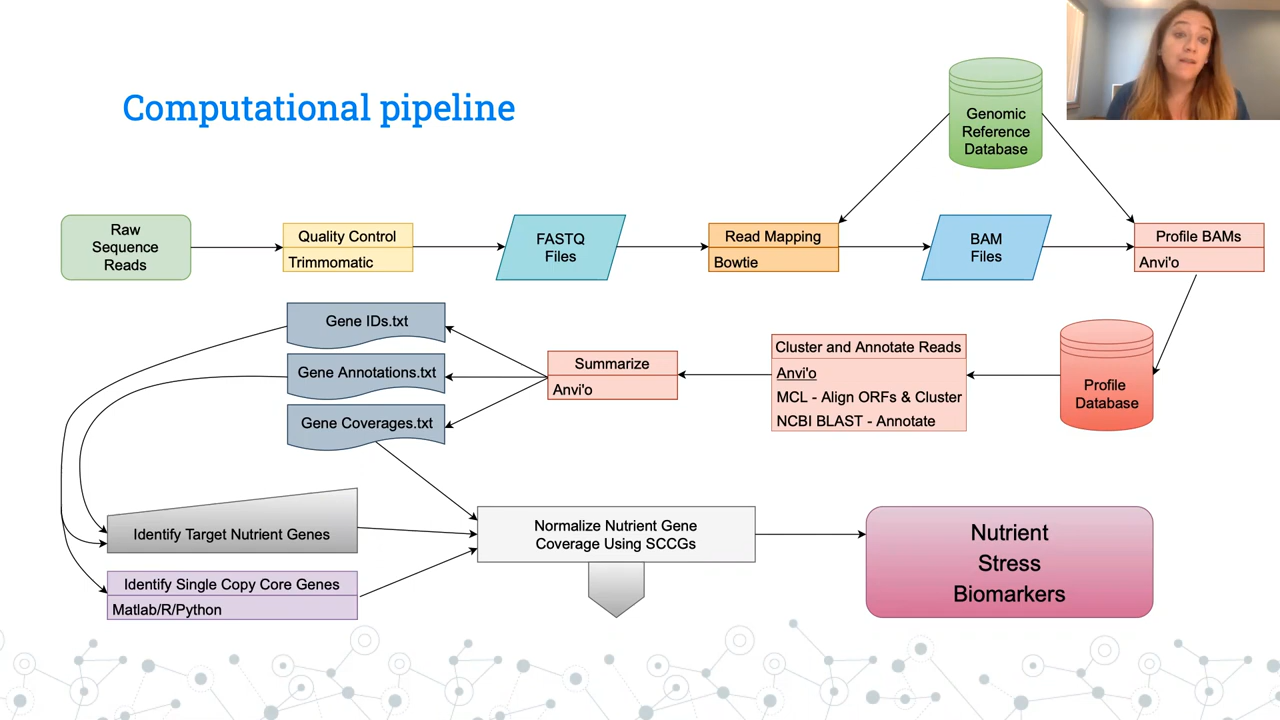 Computational pipeline
Genomic
Reference
Database
Raw
Sequence
Reads
Quality Control
Trimmomatic
FASTQ
Files
Read Mapping
Bowtie
BAM
Files
Profile BAMs
Anvi'o
Gene IDs.txt
Gene Annotations.txt
Gene Coverages.txt
Summarize
Anvi'o
Cluster and Annotate Reads
Anvi'o
MCL - Align ORFs & Cluster
NCBI BLAST - Annotate
Profile
Database
Identify Target Nutrient Genes
Identify Single Copy Core Genes
Matlab/R/Python
Normalize Nutrient Gene
Coverage Using SCCGs
Nutrient
Stress
Biomarkers